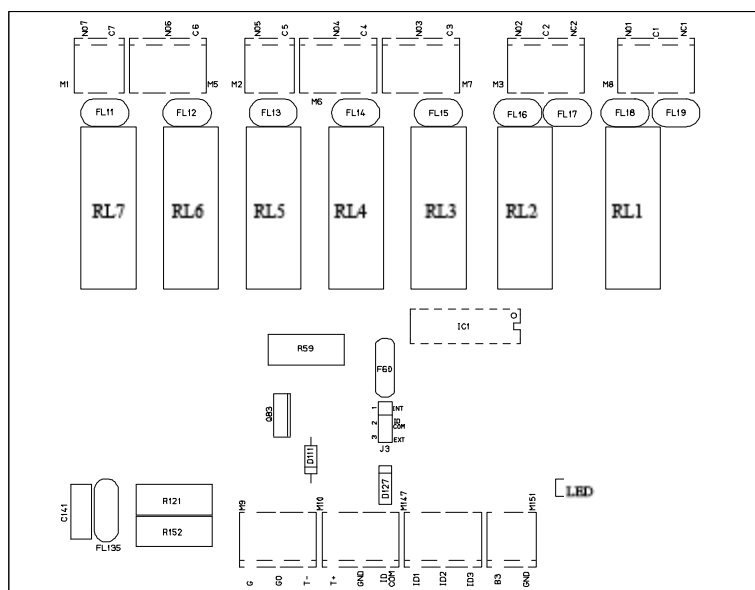 NO7 C7 NO6 C6 NO5 C5 NO4 C4 NO3 C3 NO2 C2 NC2 NO1 C1 NC1
M1 M5 M2 M6 M7 M3 M8
FL11 FL12 FL13 FL14 FL15 FL16 FL17 FL18 FL19
RL7 RL6 RL5 RL4 RL3 RL2 RL1
IC1
R59
F60
Q83
1 INT
2 ID COM
3 EXT
J3
D111
D127
LED
C141
FL135
R121
R152
M9 M10 M147 M151
G GO T- T+ GND ID COM ID1 ID2 ID3 B3 GND